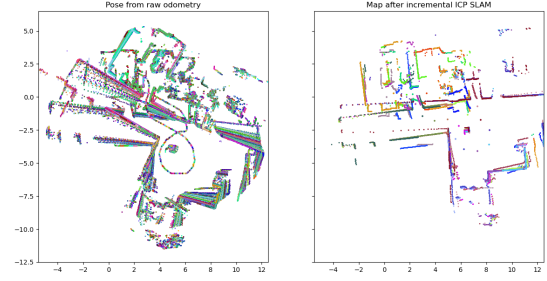 Pose from raw odometry
Map after incremental ICP SLAM
5.0
2.5
0.0
−2.5
−5.0
−7.5
−10.0
−12.5
−4 −2 0 2 4 6 8 10 12
−4 −2 0 2 4 6 8 10 12